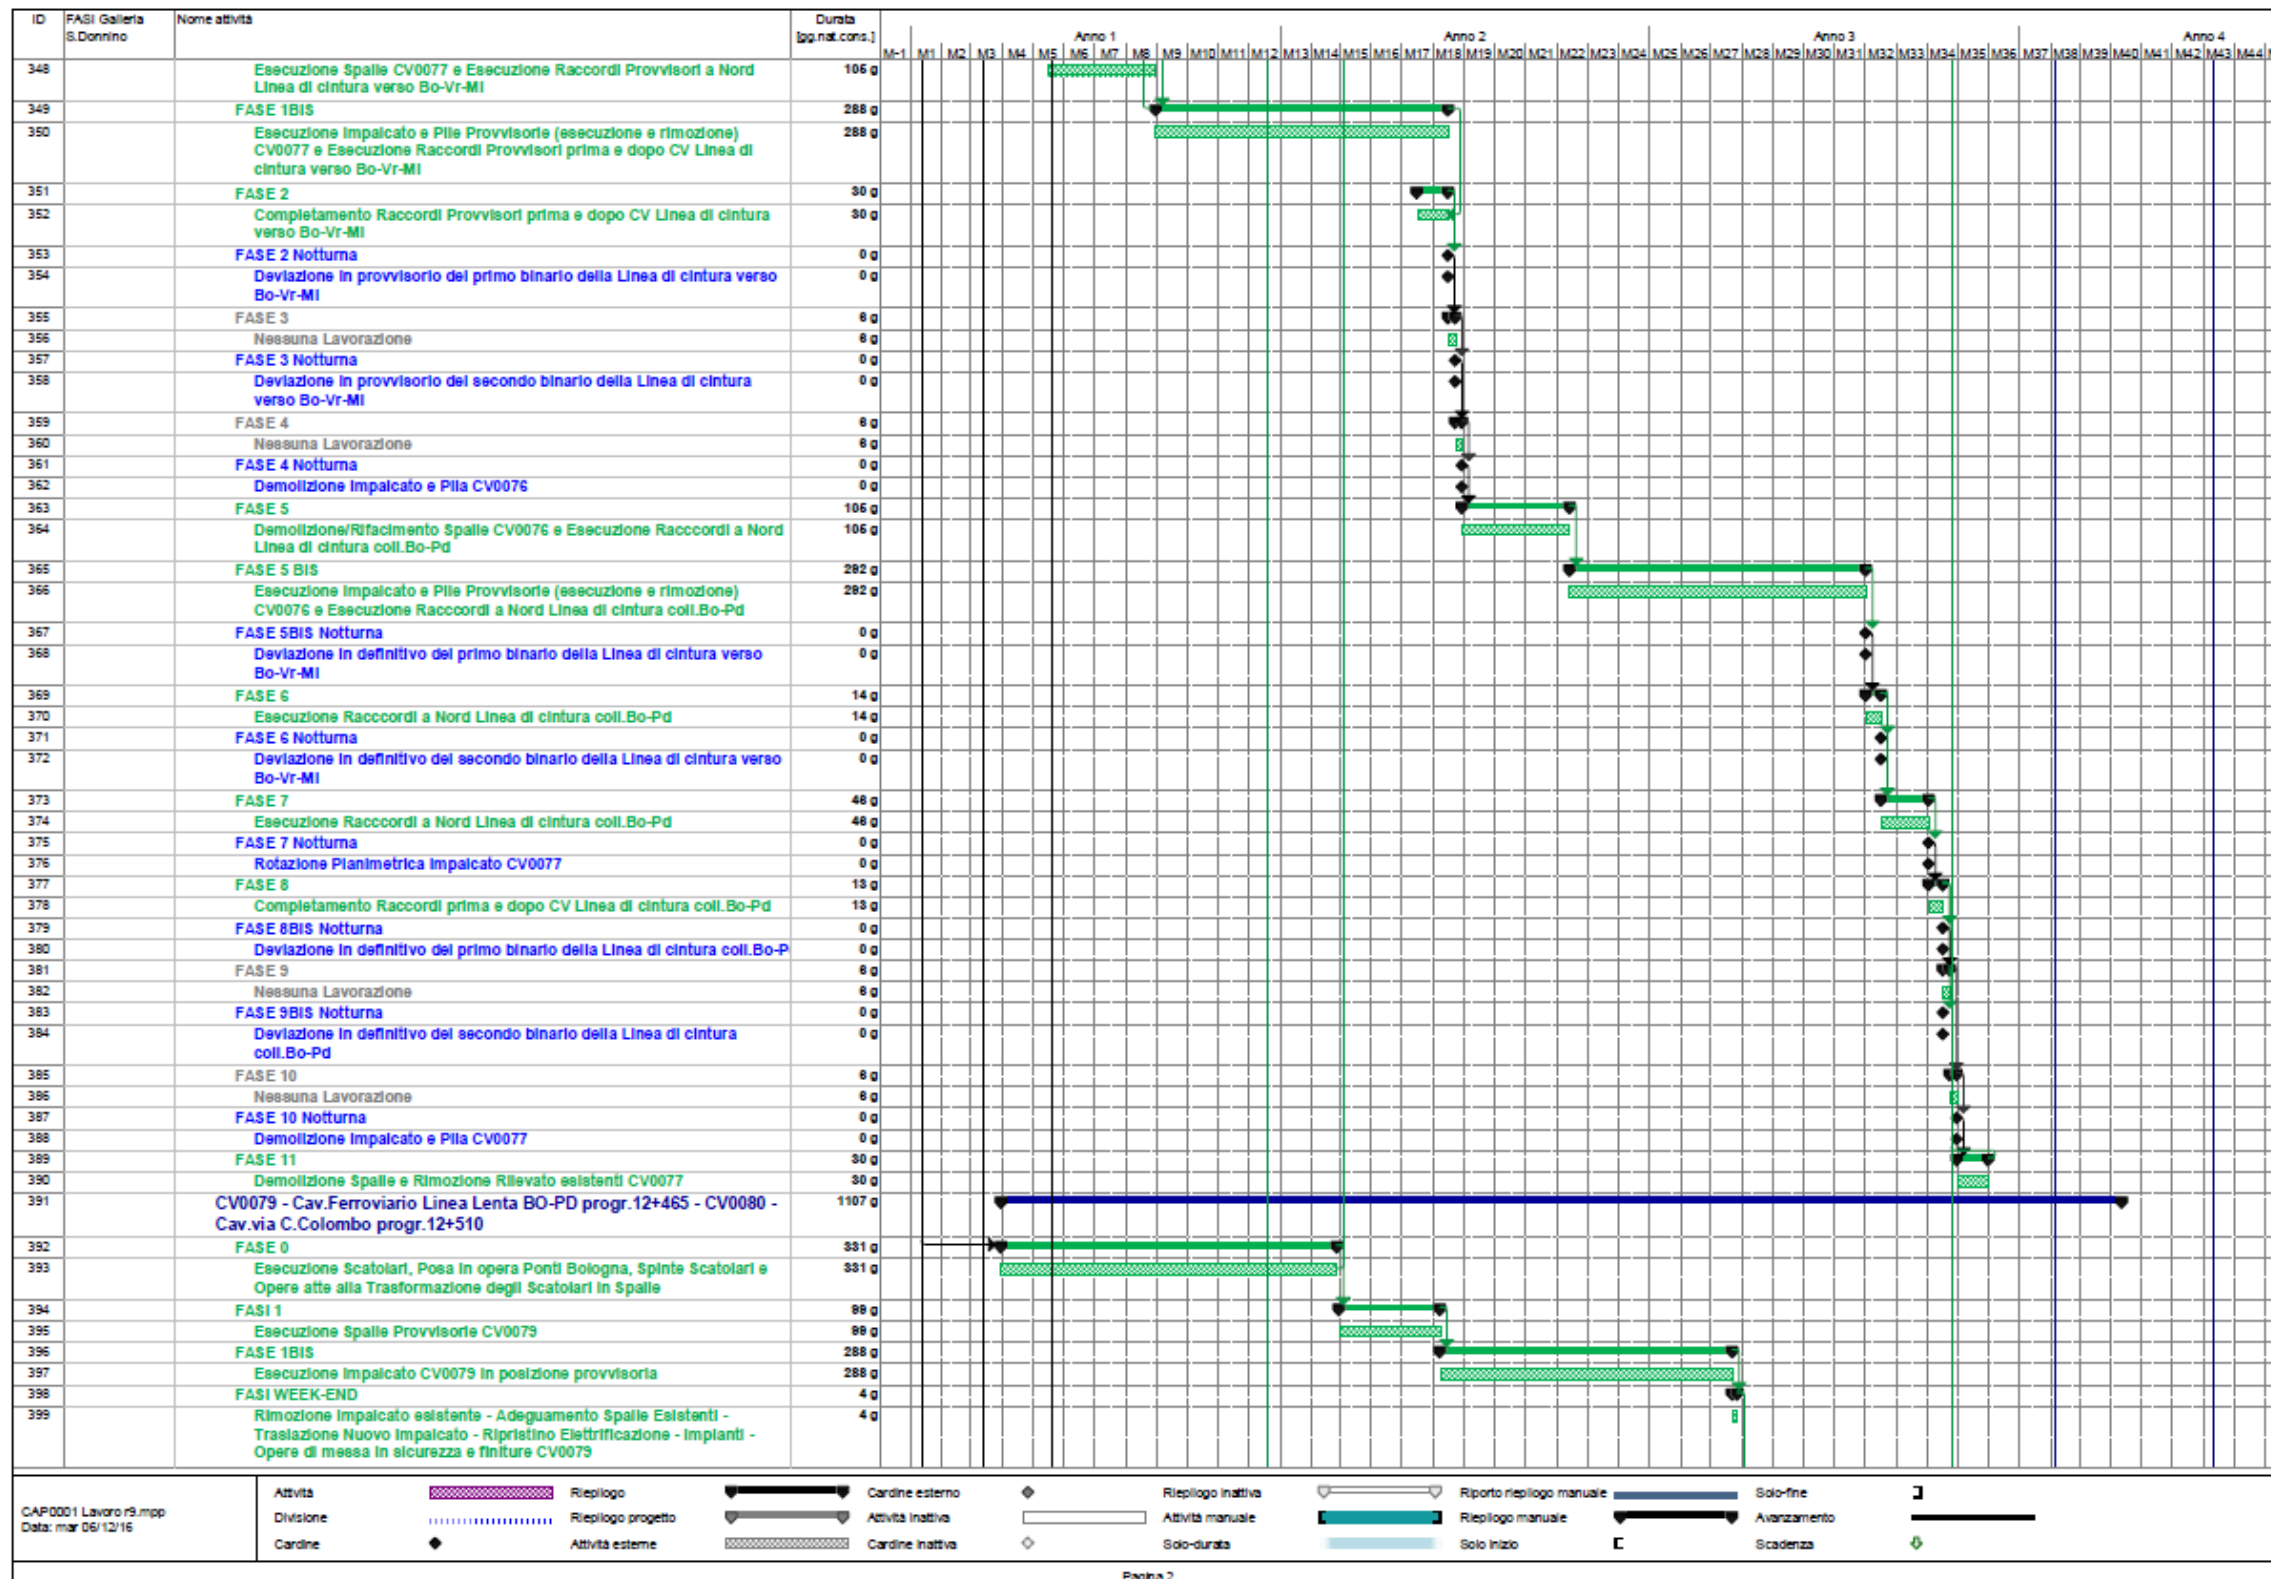 ID FASI Galleria Nome attività Durata
S.Donnino [gg.nat.cons.]
Anno 1 Anno 2 Anno 3 Anno 4
M-1 M1 M2 M3 M4 M5 M6 M7 M8 M9 M10 M11 M12 M13 M14 M15 M16 M17 M18 M19 M20 M21 M22 M23 M24 M25 M26 M27 M28 M29 M30 M31 M32 M33 M34 M35 M36 M37 M38 M39 M40 M41 M42 M43 M44
348 Esecuzione Spalle CV0077 e Esecuzione Raccordi Provvisori a Nord 105 g
Linea di cintura verso Bo-Vr-MI
349 FASE 1BIS 288 g
350 Esecuzione Impalcato e Pile Provvisorie (esecuzione e rimozione) 288 g
CV0077 e Esecuzione Raccordi Provvisori prima e dopo CV Linea di
cintura verso Bo-Vr-MI
351 FASE 2 30 g
352 Completamento Raccordi Provvisori prima e dopo CV Linea di cintura 30 g
verso Bo-Vr-MI
353 FASE 2 Notturna 0 g
354 Deviazione in provvisorio del primo binario della Linea di cintura verso 0 g
Bo-Vr-MI
355 FASE 3 6 g
356 Nessuna Lavorazione 6 g
357 FASE 3 Notturna 0 g
358 Deviazione in provvisorio del secondo binario della Linea di cintura 0 g
verso Bo-Vr-MI
359 FASE 4 6 g
360 Nessuna Lavorazione 6 g
361 FASE 4 Notturna 0 g
362 Demolizione Impalcato e Pila CV0076 0 g
363 FASE 5 105 g
364 Demolizione/Rifacimento Spalle CV0076 e Esecuzione Racccordi a Nord 105 g
Linea di cintura coll.Bo-Pd
365 FASE 5 BIS 292 g
366 Esecuzione Impalcato e Pile Provvisorie (esecuzione e rimozione) 292 g
CV0076 e Esecuzione Racccordi a Nord Linea di cintura coll.Bo-Pd
367 FASE 5BIS Notturna 0 g
368 Deviazione in definitivo del primo binario della Linea di cintura verso 0 g
Bo-Vr-MI
369 FASE 6 14 g
370 Esecuzione Racccordi a Nord Linea di cintura coll.Bo-Pd 14 g
371 FASE 6 Notturna 0 g
372 Deviazione in definitivo del secondo binario della Linea di cintura verso 0 g
Bo-Vr-MI
373 FASE 7 46 g
374 Esecuzione Racccordi a Nord Linea di cintura coll.Bo-Pd 46 g
375 FASE 7 Notturna 0 g
376 Rotazione Planimetrica Impalcato CV0077 0 g
377 FASE 8 13 g
378 Completamento Raccordi prima e dopo CV Linea di cintura coll.Bo-Pd 13 g
379 FASE 8BIS Notturna 0 g
380 Deviazione in definitivo del primo binario della Linea di cintura coll.Bo-P 0 g
381 FASE 9 6 g
382 Nessuna Lavorazione 6 g
383 FASE 9BIS Notturna 0 g
384 Deviazione in definitivo del secondo binario della Linea di cintura 0 g
coll.Bo-Pd
385 FASE 10 6 g
386 Nessuna Lavorazione 6 g
387 FASE 10 Notturna 0 g
388 Demolizione Impalcato e Pila CV0077 0 g
389 FASE 11 30 g
390 Demolizione Spalle e Rimozione Rilevato esistenti CV0077 30 g
391 CV0079 - Cav.Ferroviario Linea Lenta BO-PD progr.12+465 - CV0080 - 1107 g
Cav.via C.Colombo progr.12+510
392 FASE 0 331 g
393 Esecuzione Scatolari, Posa in opera Ponti Bologna, Spinte Scatolari e 331 g
Opere atte alla Trasformazione degli Scatolari in Spalle
394 FASI 1 99 g
395 Esecuzione Spalle Provvisorie CV0079 99 g
396 FASE 1BIS 288 g
397 Esecuzione Impalcato CV0079 in posizione provvisoria 288 g
398 FASI WEEK-END 4 g
399 Rimozione Impalcato esistente - Adeguamento Spalle Esistenti - 4 g
Traslazione Nuovo Impalcato - Ripristino Elettrificazione - Impianti -
Opere di messa in sicurezza e finiture CV0079
CAP0001 Lavoro r9.mpp
Data: mar 06/12/16
Attività Riepilogo Cardine esterno Riepilogo inattiva Riporto riepilogo manuale Solo-fine
Divisione Riepilogo progetto Attività inattiva Attività manuale Riepilogo manuale Avanzamento
Cardine Attività esterne Cardine inattiva Solo-durata Solo inizio Scadenza
Pagina 2